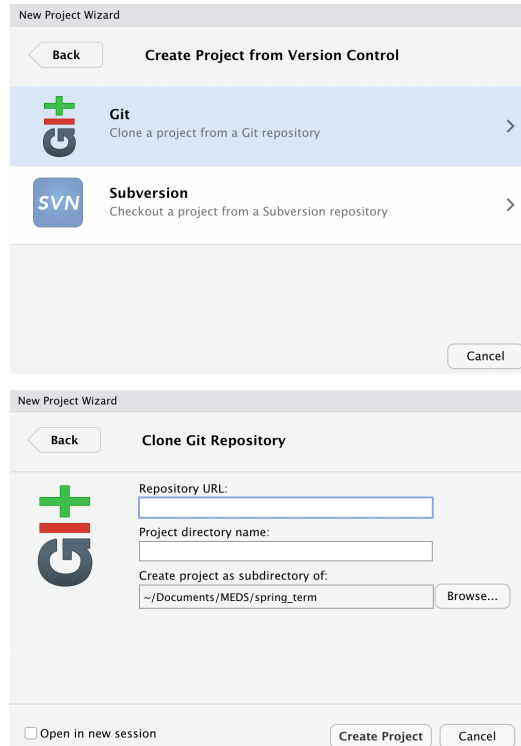 New Project Wizard
Back
Create Project from Version Control
Git
Clone a project from a Git repository
SVN
Subversion
Checkout a project from a Subversion repository
Cancel
New Project Wizard
Back
Clone Git Repository
Git
Repository URL:
Project directory name:
Create project as subdirectory of:
~/Documents/MEDS/spring_term
Browse...
Open in new session
Create Project
Cancel